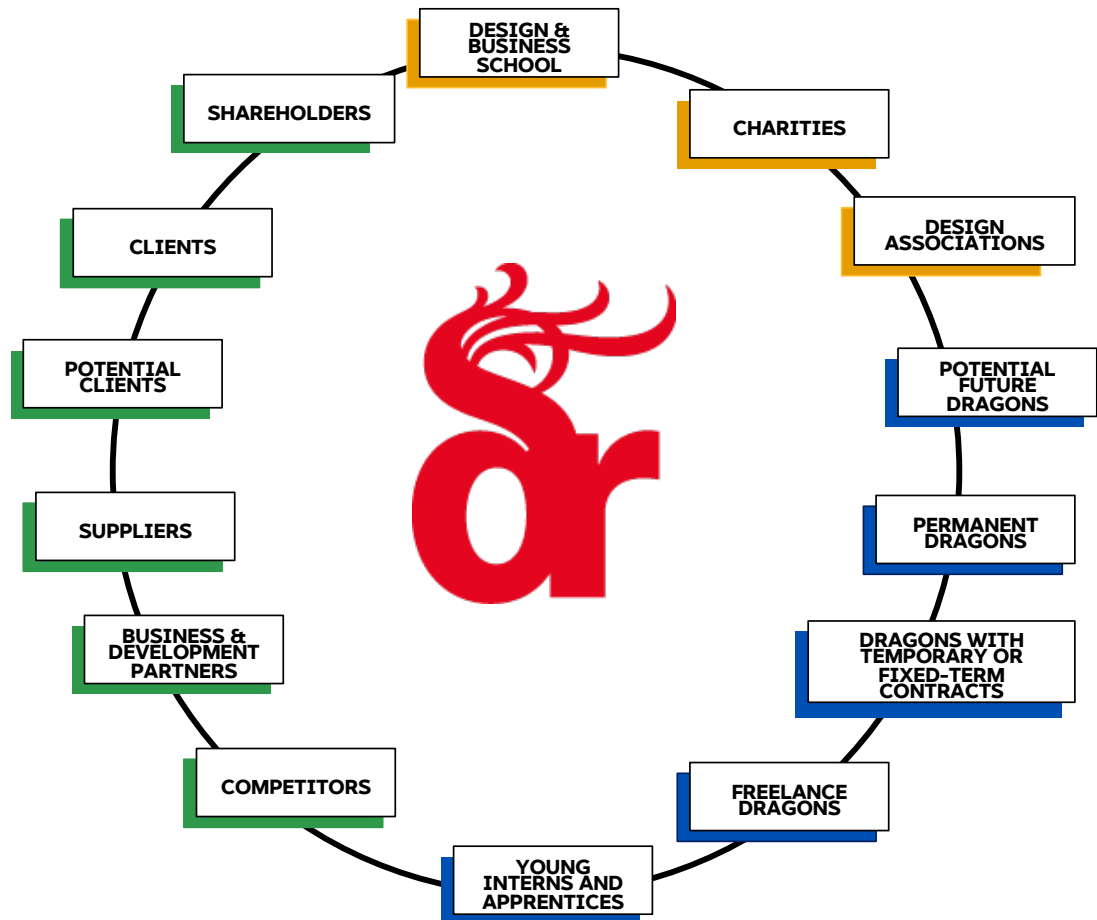 DESIGN &
BUSINESS
SCHOOL
SHAREHOLDERS
CHARITIES
CLIENTS
DESIGN
ASSOCIATIONS
POTENTIAL
CLIENTS
POTENTIAL
FUTURE
DRAGONS
SUPPLIERS
PERMANENT
DRAGONS
BUSINESS &
DEVELOPMENT
PARTNERS
DRAGONS WITH
TEMPORARY OR
FIXED-TERM
CONTRACTS
COMPETITORS
FREELANCE
DRAGONS
YOUNG
INTERNS AND
APPRENTICES